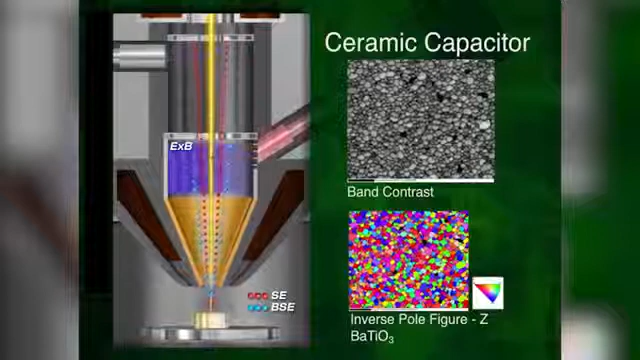 Ceramic Capacitor
ExB
Band Contrast
SE
BSE
Inverse Pole Figure - Z
BaTiO₃